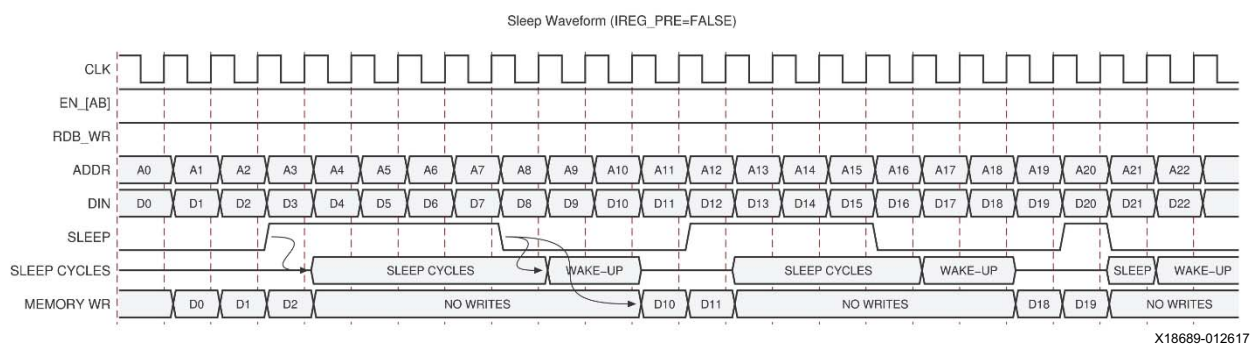 Sleep Waveform (IREG_PRE=FALSE)
CLK
EN_[AB]
RDB_WR
ADDR A0 A1 A2 A3 A4 A5 A6 A7 A8 A9 A10 A11 A12 A13 A14 A15 A16 A17 A18 A19 A20 A21 A22
DIN D0 D1 D2 D3 D4 D5 D6 D7 D8 D9 D10 D11 D12 D13 D14 D15 D16 D17 D18 D19 D20 D21 D22
SLEEP
SLEEP CYCLES SLEEP CYCLES WAKE–UP SLEEP CYCLES WAKE–UP SLEEP WAKE–UP
MEMORY WR D0 D1 D2 NO WRITES D10 D11 NO WRITES D18 D19 NO WRITES
X18689-012617